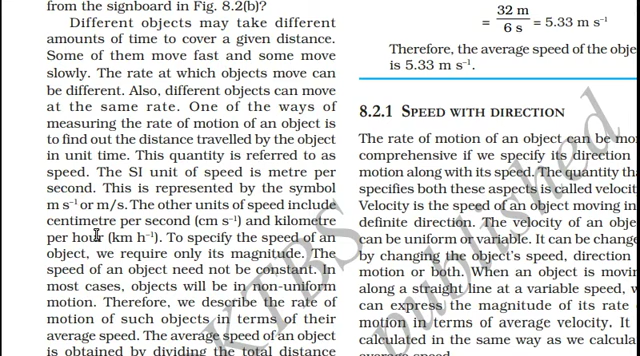 from the signboard in Fig. 8.2(b)?
Different objects may take different
amounts of time to cover a given distance.
Some of them move fast and some move
slowly. The rate at which objects move can
be different. Also, different objects can move
at the same rate. One of the ways of
measuring the rate of motion of an object is
to find out the distance travelled by the object
in unit time. This quantity is referred to as
speed. The SI unit of speed is metre per
second. This is represented by the symbol
m s⁻¹ or m/s. The other units of speed include
centimetre per second (cm s⁻¹) and kilometre
per hour (km h⁻¹). To specify the speed of an
object, we require only its magnitude. The
speed of an object need not be constant. In
most cases, objects will be in non-uniform
motion. Therefore, we describe the rate of
motion of such objects in terms of their
average speed. The average speed of an object
is obtained by dividing the total distance
= 32 m / 6 s = 5.33 m s⁻¹
Therefore, the average speed of the obje
is 5.33 m s⁻¹.
8.2.1 SPEED WITH DIRECTION
The rate of motion of an object can be mo
comprehensive if we specify its direction
motion along with its speed. The quantity tha
specifies both these aspects is called velocit
Velocity is the speed of an object moving in
definite direction. The velocity of an obje
can be uniform or variable. It can be change
by changing the object's speed, direction
motion or both. When an object is movin
along a straight line at a variable speed, w
can express the magnitude of its rate
motion in terms of average velocity. It
calculated in the same way as we calcula
average speed.
KTBS
published